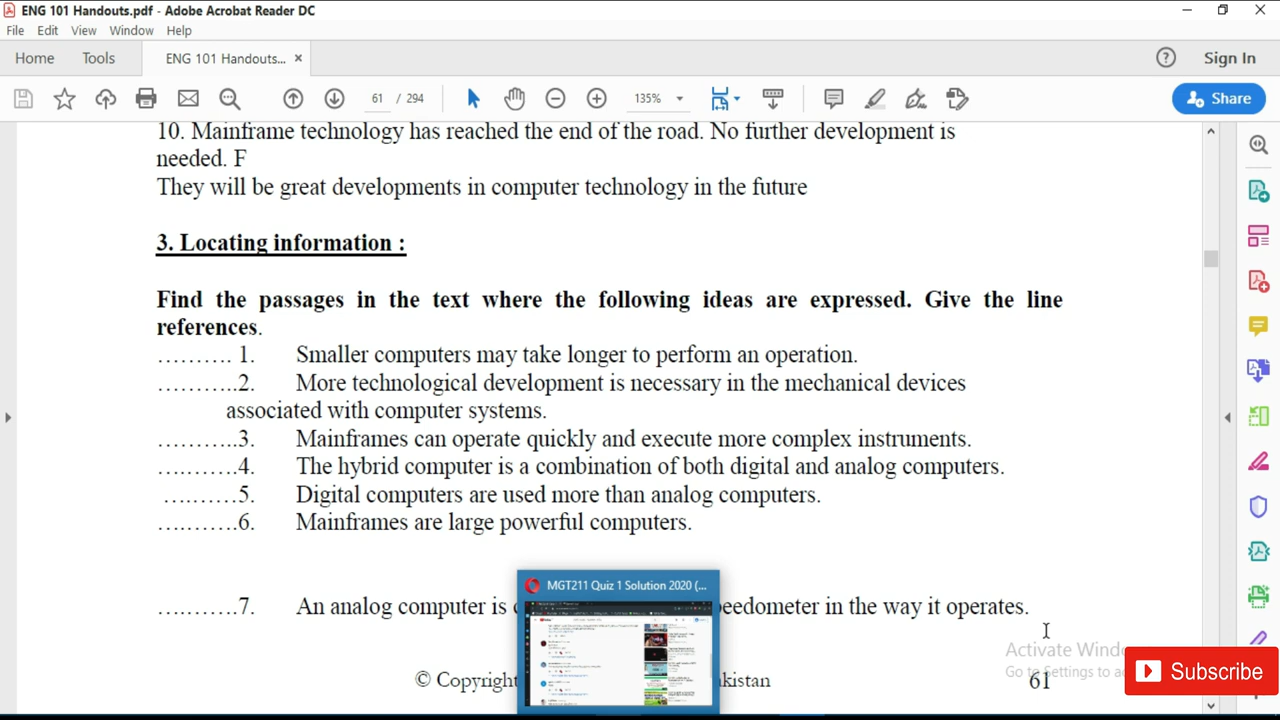 ENG 101 Handouts.pdf - Adobe Acrobat Reader DC
File Edit View Window Help
Home Tools ENG 101 Handouts... × Sign In
61 / 294 135% Share
10. Mainframe technology has reached the end of the road. No further development is
needed. F
They will be great developments in computer technology in the future
3. Locating information :
Find the passages in the text where the following ideas are expressed. Give the line
references.
.......... 1. Smaller computers may take longer to perform an operation.
...........2. More technological development is necessary in the mechanical devices
associated with computer systems.
...........3. Mainframes can operate quickly and execute more complex instruments.
...........4. The hybrid computer is a combination of both digital and analog computers.
..........5. Digital computers are used more than analog computers.
...........6. Mainframes are large powerful computers.
MGT211 Quiz 1 Solution 2020 (...
...........7. An analog computer is peedometer in the way it operates.
Activate Windo
Go to Settings to a
© Copyright kistan 61
Subscribe